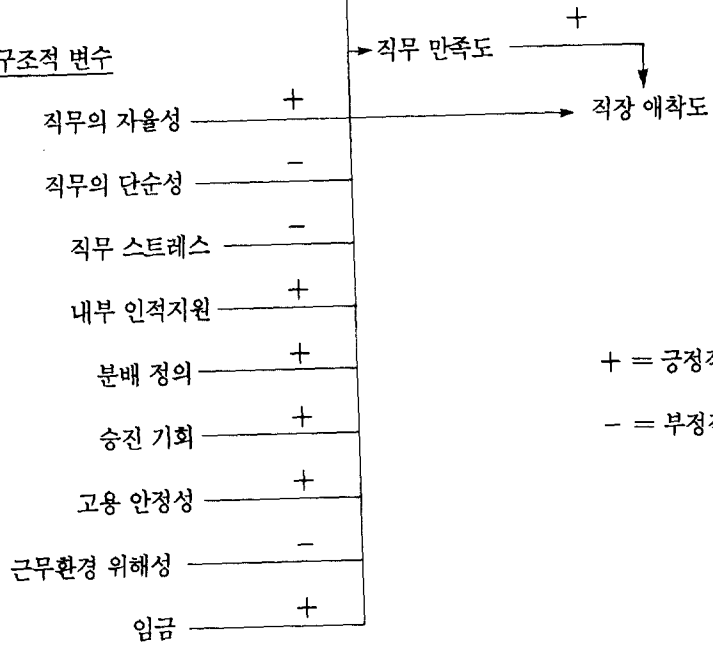 +
직무 만족도
구조적 변수
직장 애착도
직무의 자율성 +
직무의 단순성 -
직무 스트레스 -
내부 인적지원 +
분배 정의 +
승진 기회 +
고용 안정성 +
근무환경 위해성 -
임금 +
+ = 긍정
- = 부정